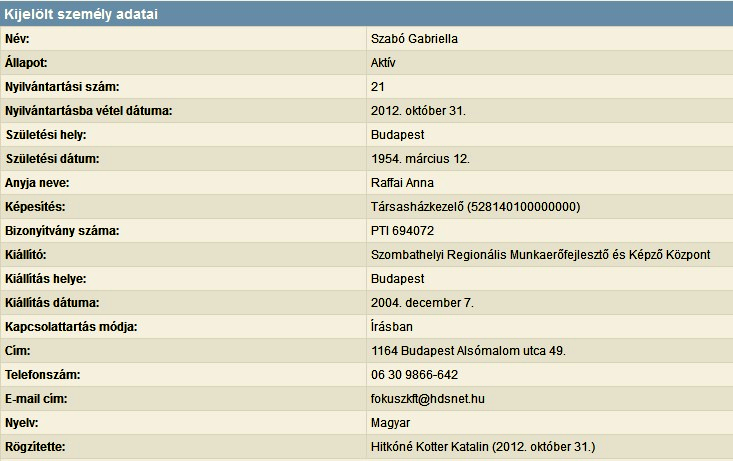 Kijelölt személy adatai
Név: Szabó Gabriella
Állapot: Aktív
Nyilvántartási szám: 21
Nyilvántartásba vétel dátuma: 2012. október 31.
Születési hely: Budapest
Születési dátum: 1954. március 12.
Anyja neve: Raffai Anna
Képesítés: Társasházkezelő (528140100000000)
Bizonyítvány száma: PTI 694072
Kiállító: Szombathelyi Regionális Munkaerőfejlesztő és Képző Központ
Kiállítás helye: Budapest
Kiállítás dátuma: 2004. december 7.
Kapcsolattartás módja: Írásban
Cím: 1164 Budapest Alsómalom utca 49.
Telefonszám: 06 30 9866-642
E-mail cím: fokuszkft@hdsnet.hu
Nyelv: Magyar
Rögzítette: Hitkóné Kotter Katalin (2012. október 31.)